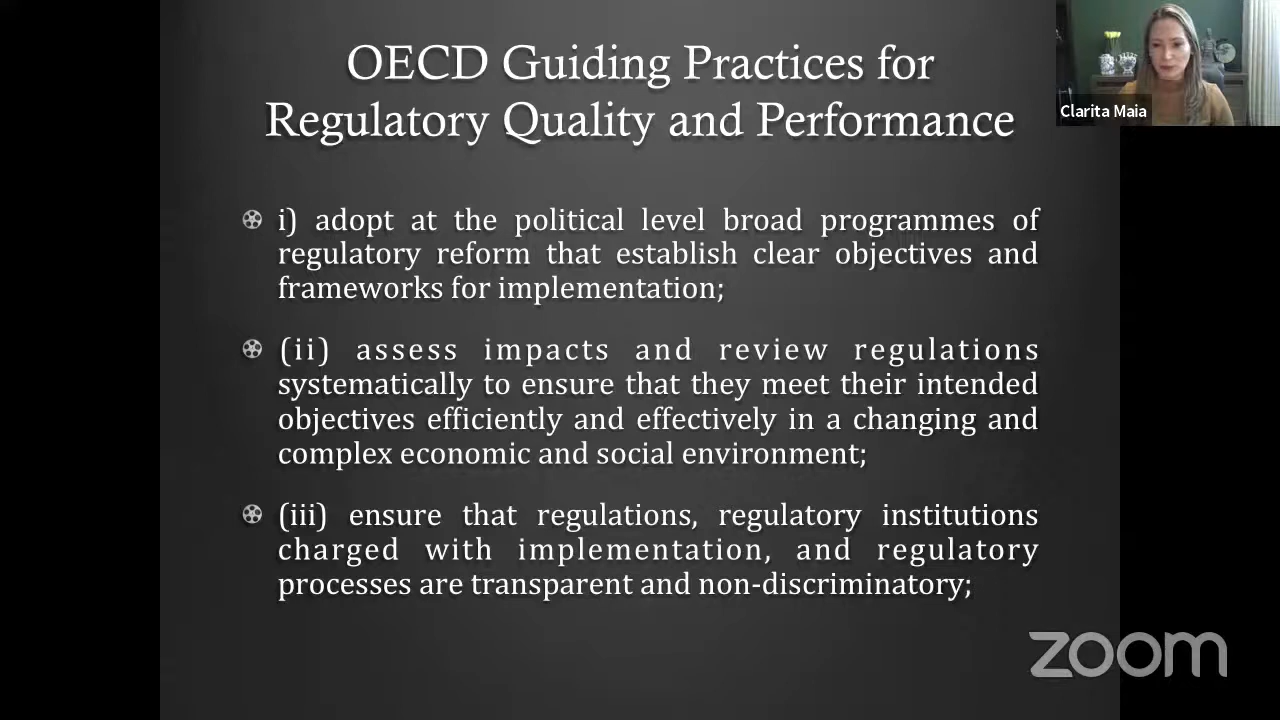 OECD Guiding Practices for
Regulatory Quality and Performance
Clarita Maia
i) adopt at the political level broad programmes of
regulatory reform that establish clear objectives and
frameworks for implementation;
(ii) assess impacts and review regulations
systematically to ensure that they meet their intended
objectives efficiently and effectively in a changing and
complex economic and social environment;
(iii) ensure that regulations, regulatory institutions
charged with implementation, and regulatory
processes are transparent and non-discriminatory;
zoom